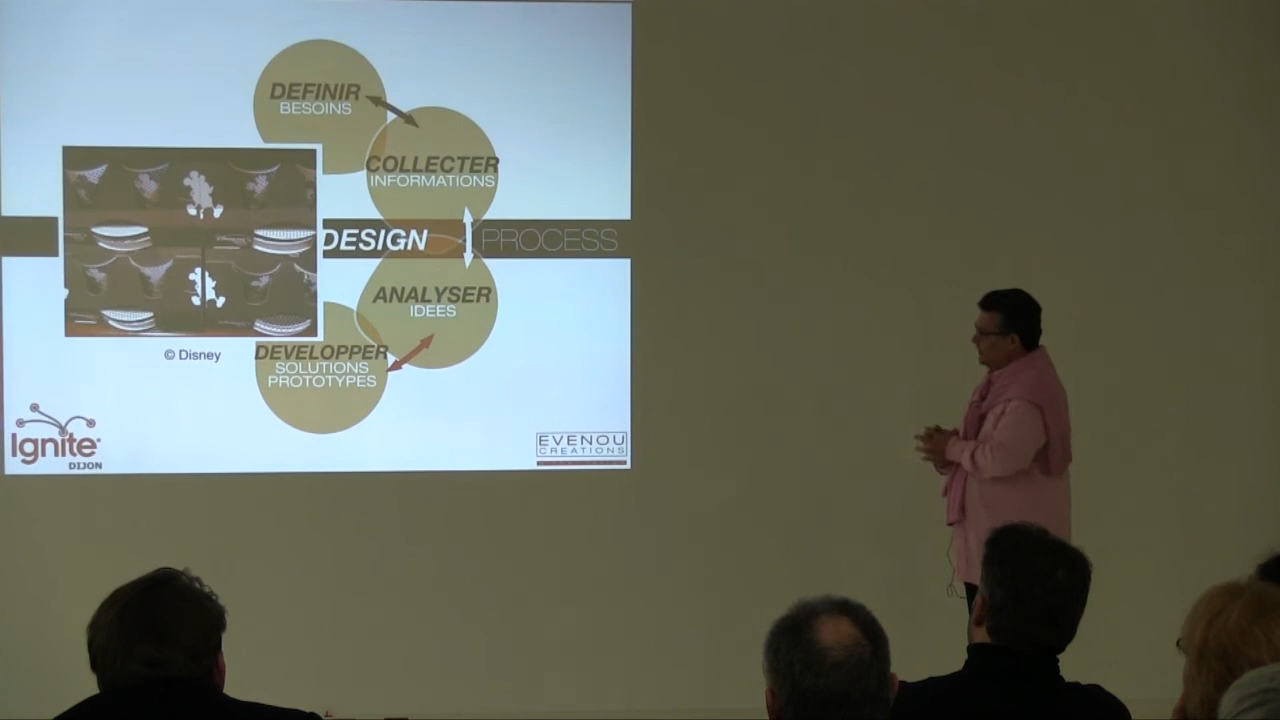 DEFINIR
BESOINS
COLLECTER
INFORMATIONS
DESIGN PROCESS
ANALYSER
IDEES
DEVELOPPER
SOLUTIONS
PROTOTYPES
© Disney
Ignite
DIJON
EVENOU
CREATIONS